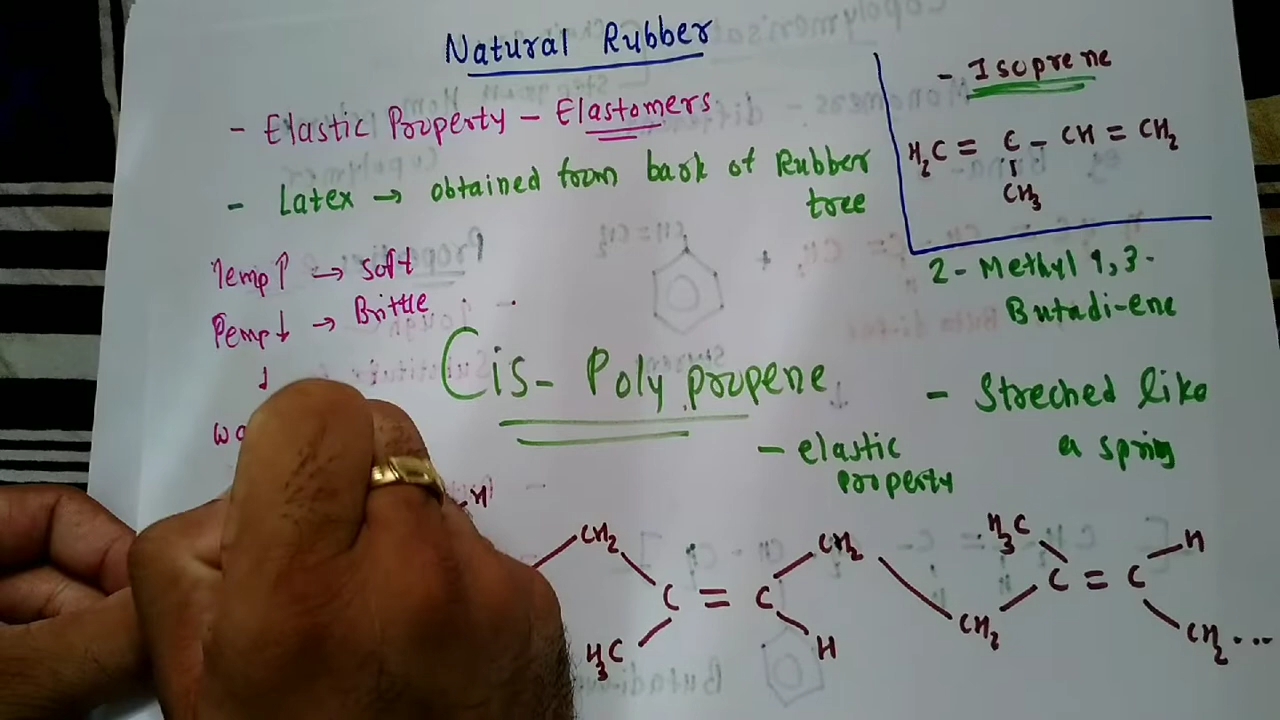 Natural Rubber
- Elastic Property - Elastomers
- Latex → obtained from bark of Rubber
tree
Temp↑ → Soft
Temp↓ → Brittle
↓
wa
Cis- Polypropene
- Isoprene
H₂C = C - CH = CH₂
CH₃
2- Methyl 1,3-
Butadi-ene
- Streched like
a spring
- elastic
property
H
CH₂
C = C
H₃C
H
CH₂
CH₂
H₃C
C = C
H
CH₂...